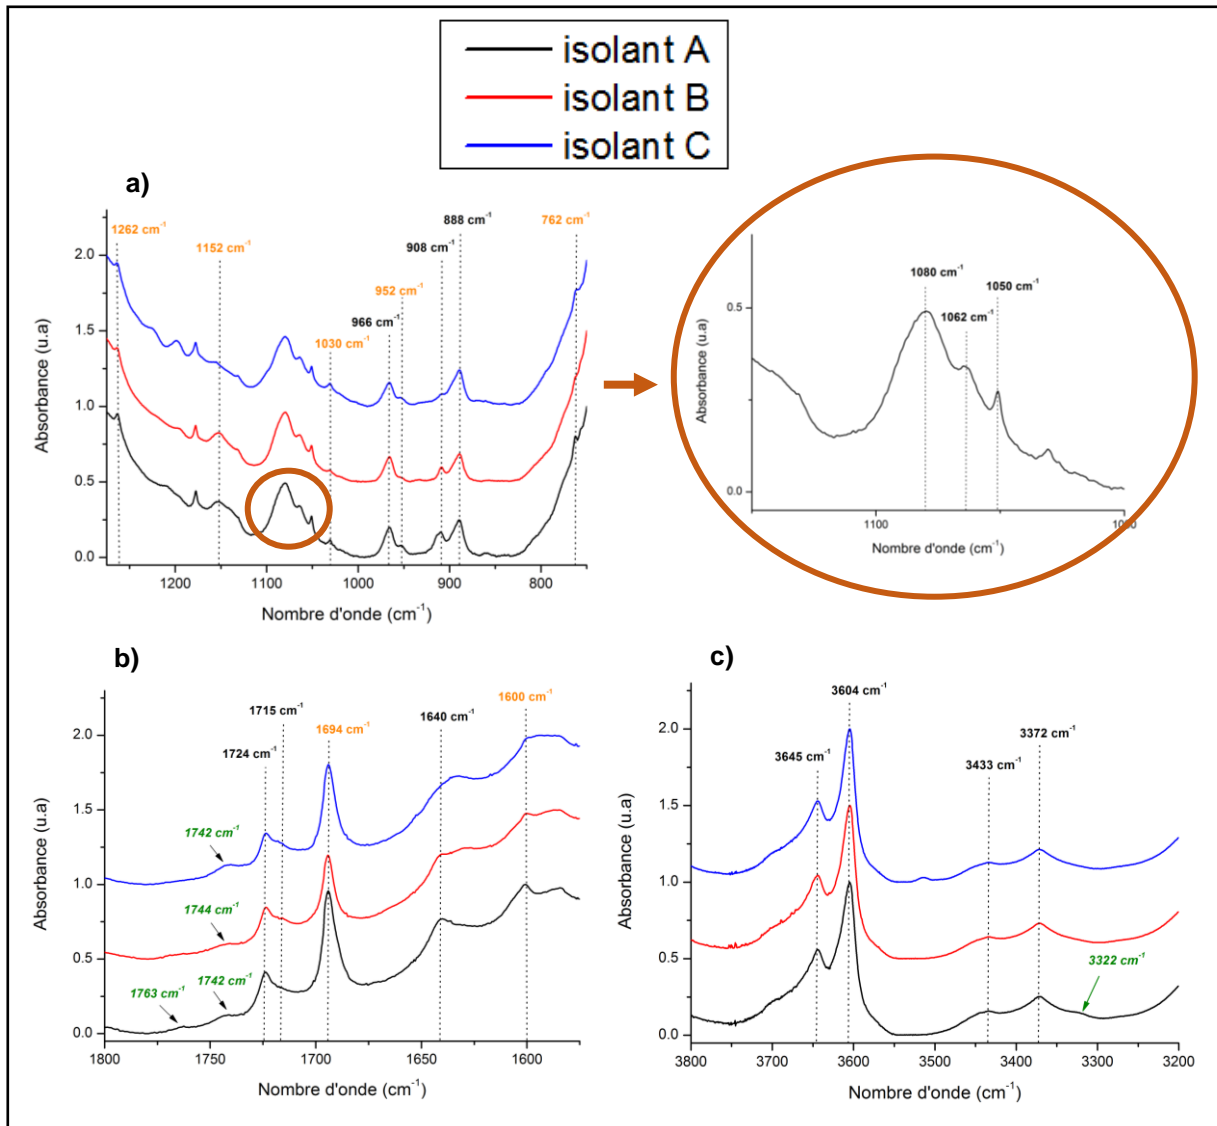 isolant A
isolant B
isolant C
a)
1262 cm⁻¹
1152 cm⁻¹
1030 cm⁻¹
966 cm⁻¹
952 cm⁻¹
908 cm⁻¹
888 cm⁻¹
762 cm⁻¹
2.0
1.5
1.0
0.5
0.0
Absorbance (u.a)
1200 1100 1000 900 800
Nombre d'onde (cm⁻¹)
1080 cm⁻¹
1062 cm⁻¹
1050 cm⁻¹
0.5
0.0
Absorbance (u.a)
1100
Nombre d'onde (cm⁻¹)
b)
1715 cm⁻¹
1724 cm⁻¹
1694 cm⁻¹
1640 cm⁻¹
1600 cm⁻¹
1742 cm⁻¹
1744 cm⁻¹
1742 cm⁻¹
1763 cm⁻¹
2.0
1.5
1.0
0.5
0.0
Absorbance (u.a)
1800 1750 1700 1650 1600
Nombre d'onde (cm⁻¹)
c)
3604 cm⁻¹
3645 cm⁻¹
3433 cm⁻¹
3372 cm⁻¹
3322 cm⁻¹
2.0
1.5
1.0
0.5
0.0
Absorbance (u.a)
3800 3700 3600 3500 3400 3300 3200
Nombre d'onde (cm⁻¹)